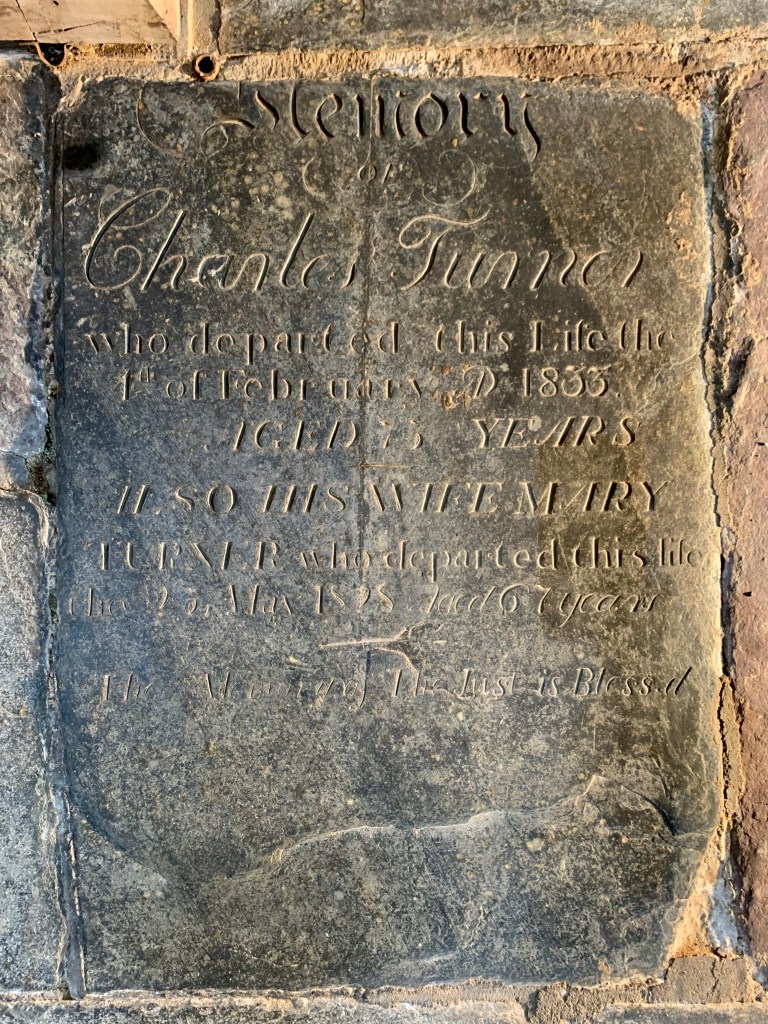 Memory
OF
Charles Turner
who departed this Life the
4th of February AD 1833.
AGED 75 YEARS
ALSO HIS WIFE MARY
TURNER who departed this life
the 25, May 1828 Aged 67 years
The Memory of The Just is Blessed